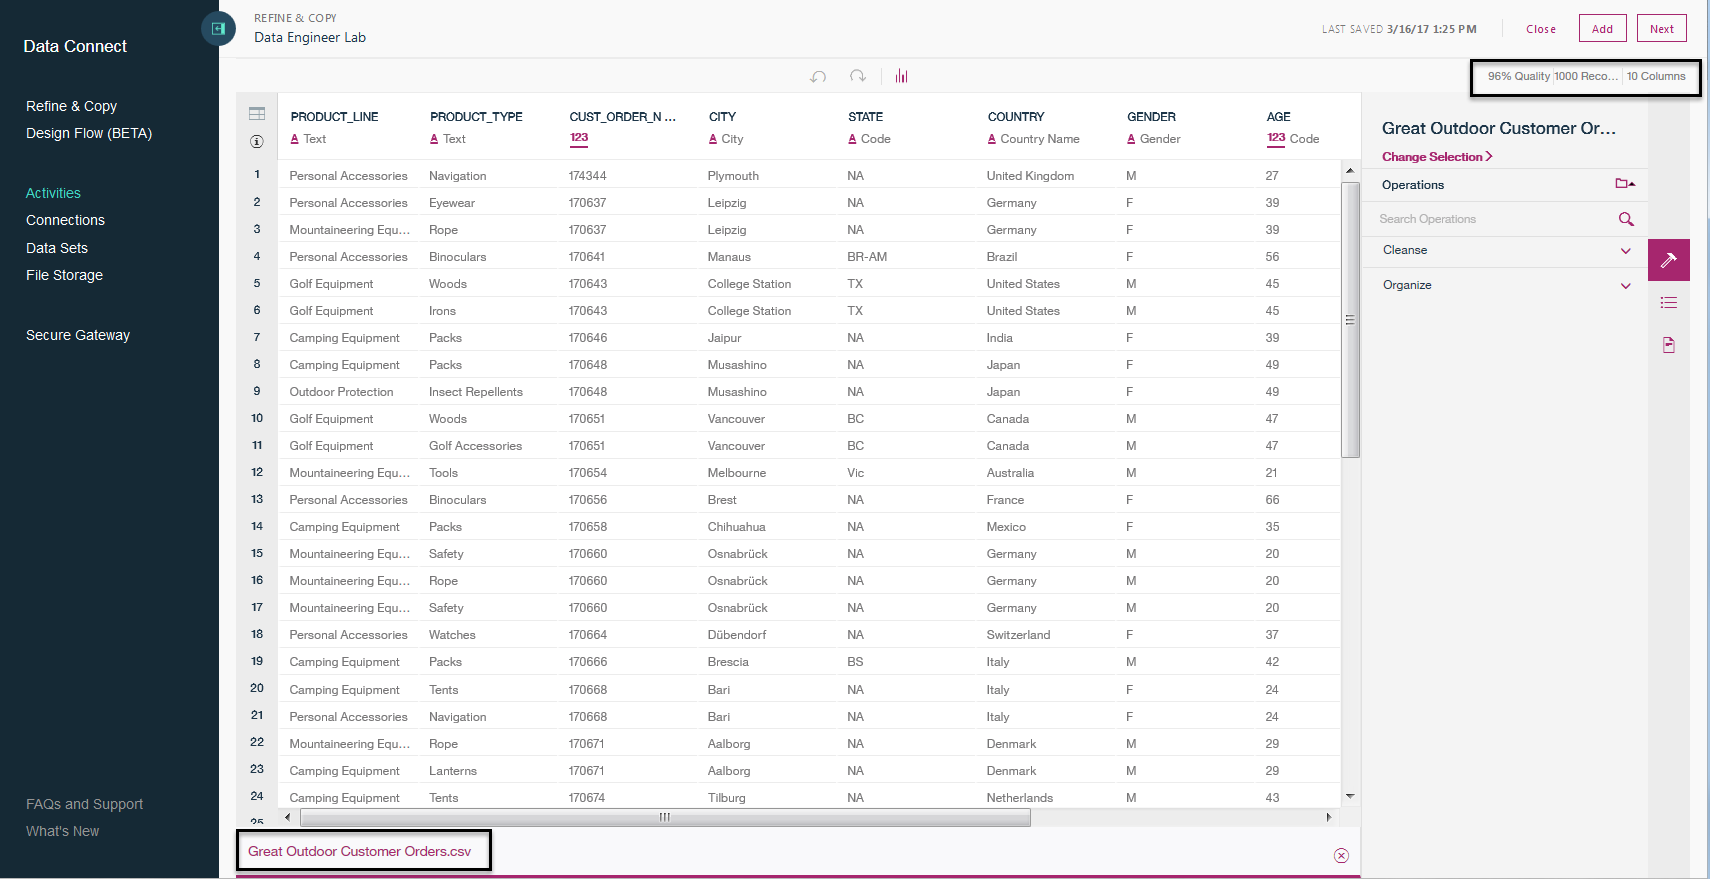 Data Connect
Refine & Copy
Design Flow (BETA)
Activities
Connections
Data Sets
File Storage
Secure Gateway
FAQs and Support
What's New
REFINE & COPY
Data Engineer Lab
LAST SAVED 3/16/17 1:25 PM Close Add Next
96% Quality 1000 Reco... 10 Columns
PRODUCT_LINE PRODUCT_TYPE CUST_ORDER_N ... CITY STATE COUNTRY GENDER AGE
A Text A Text 123 A City A Code A Country Name A Gender 123 Code
1 Personal Accessories Navigation 174344 Plymouth NA United Kingdom M 27
2 Personal Accessories Eyewear 170637 Leipzig NA Germany F 39
3 Mountaineering Equ... Rope 170637 Leipzig NA Germany F 39
4 Personal Accessories Binoculars 170641 Manaus BR-AM Brazil F 56
5 Golf Equipment Woods 170643 College Station TX United States M 45
6 Golf Equipment Irons 170643 College Station TX United States M 45
7 Camping Equipment Packs 170646 Jaipur NA India F 39
8 Camping Equipment Packs 170648 Musashino NA Japan F 49
9 Outdoor Protection Insect Repellents 170648 Musashino NA Japan F 49
10 Golf Equipment Woods 170651 Vancouver BC Canada M 47
11 Golf Equipment Golf Accessories 170651 Vancouver BC Canada M 47
12 Mountaineering Equ... Tools 170654 Melbourne Vic Australia M 21
13 Personal Accessories Binoculars 170656 Brest NA France F 66
14 Camping Equipment Packs 170658 Chihuahua NA Mexico F 35
15 Mountaineering Equ... Safety 170660 Osnabrück NA Germany M 20
16 Mountaineering Equ... Rope 170660 Osnabrück NA Germany M 20
17 Mountaineering Equ... Safety 170660 Osnabrück NA Germany M 20
18 Personal Accessories Watches 170664 Dübendorf NA Switzerland F 37
19 Camping Equipment Packs 170666 Brescia BS Italy M 42
20 Camping Equipment Tents 170668 Bari NA Italy F 24
21 Personal Accessories Navigation 170668 Bari NA Italy F 24
22 Mountaineering Equ... Rope 170671 Aalborg NA Denmark M 29
23 Camping Equipment Lanterns 170671 Aalborg NA Denmark M 29
24 Camping Equipment Tents 170674 Tilburg NA Netherlands M 43
25
Great Outdoor Customer Orders.csv
Great Outdoor Customer Or...
Change Selection
Operations
Search Operations
Cleanse
Organize